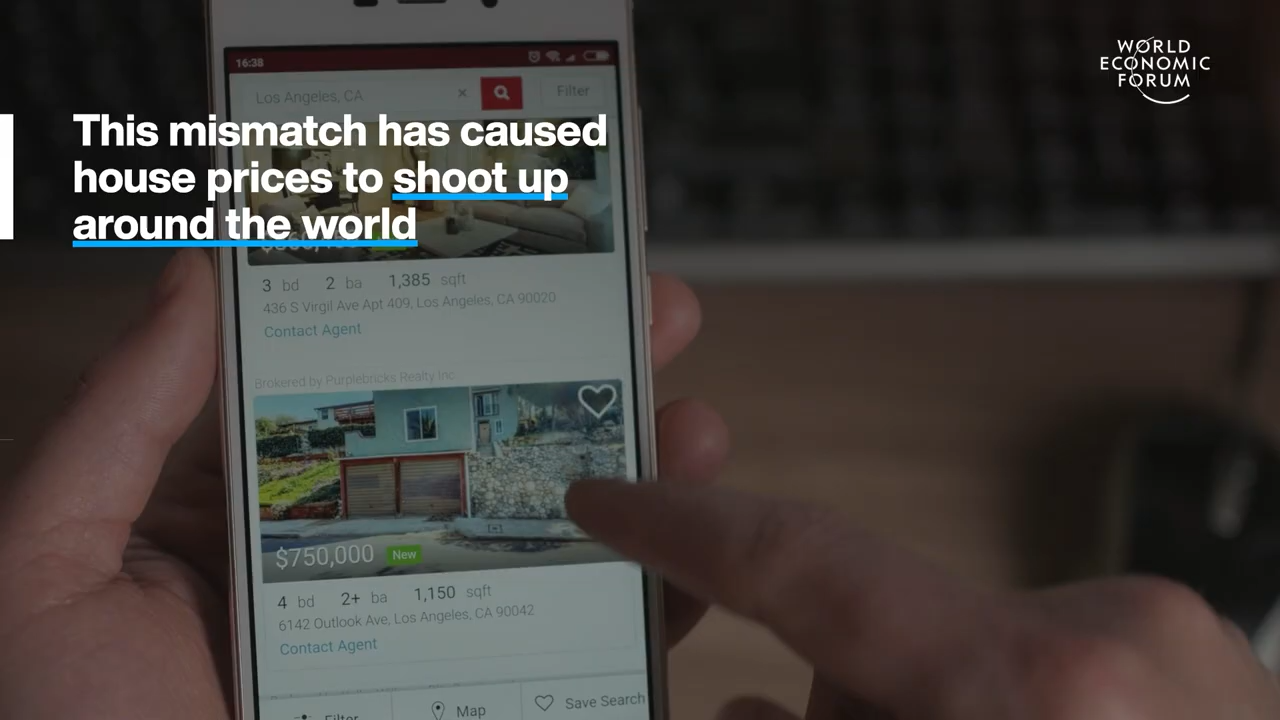 WORLD
ECONOMIC
FORUM
16:38
Los Angeles, CA
Filter
This mismatch has caused
house prices to shoot up
around the world
3 bd 2 ba 1,385 sqft
436 S Virgil Ave Apt 409, Los Angeles, CA 90020
Contact Agent
Brokered by Purplebricks Realty Inc
$750,000 New
4 bd 2+ ba 1,150 sqft
6142 Outlook Ave, Los Angeles, CA 90042
Contact Agent
Filter Map Save Search